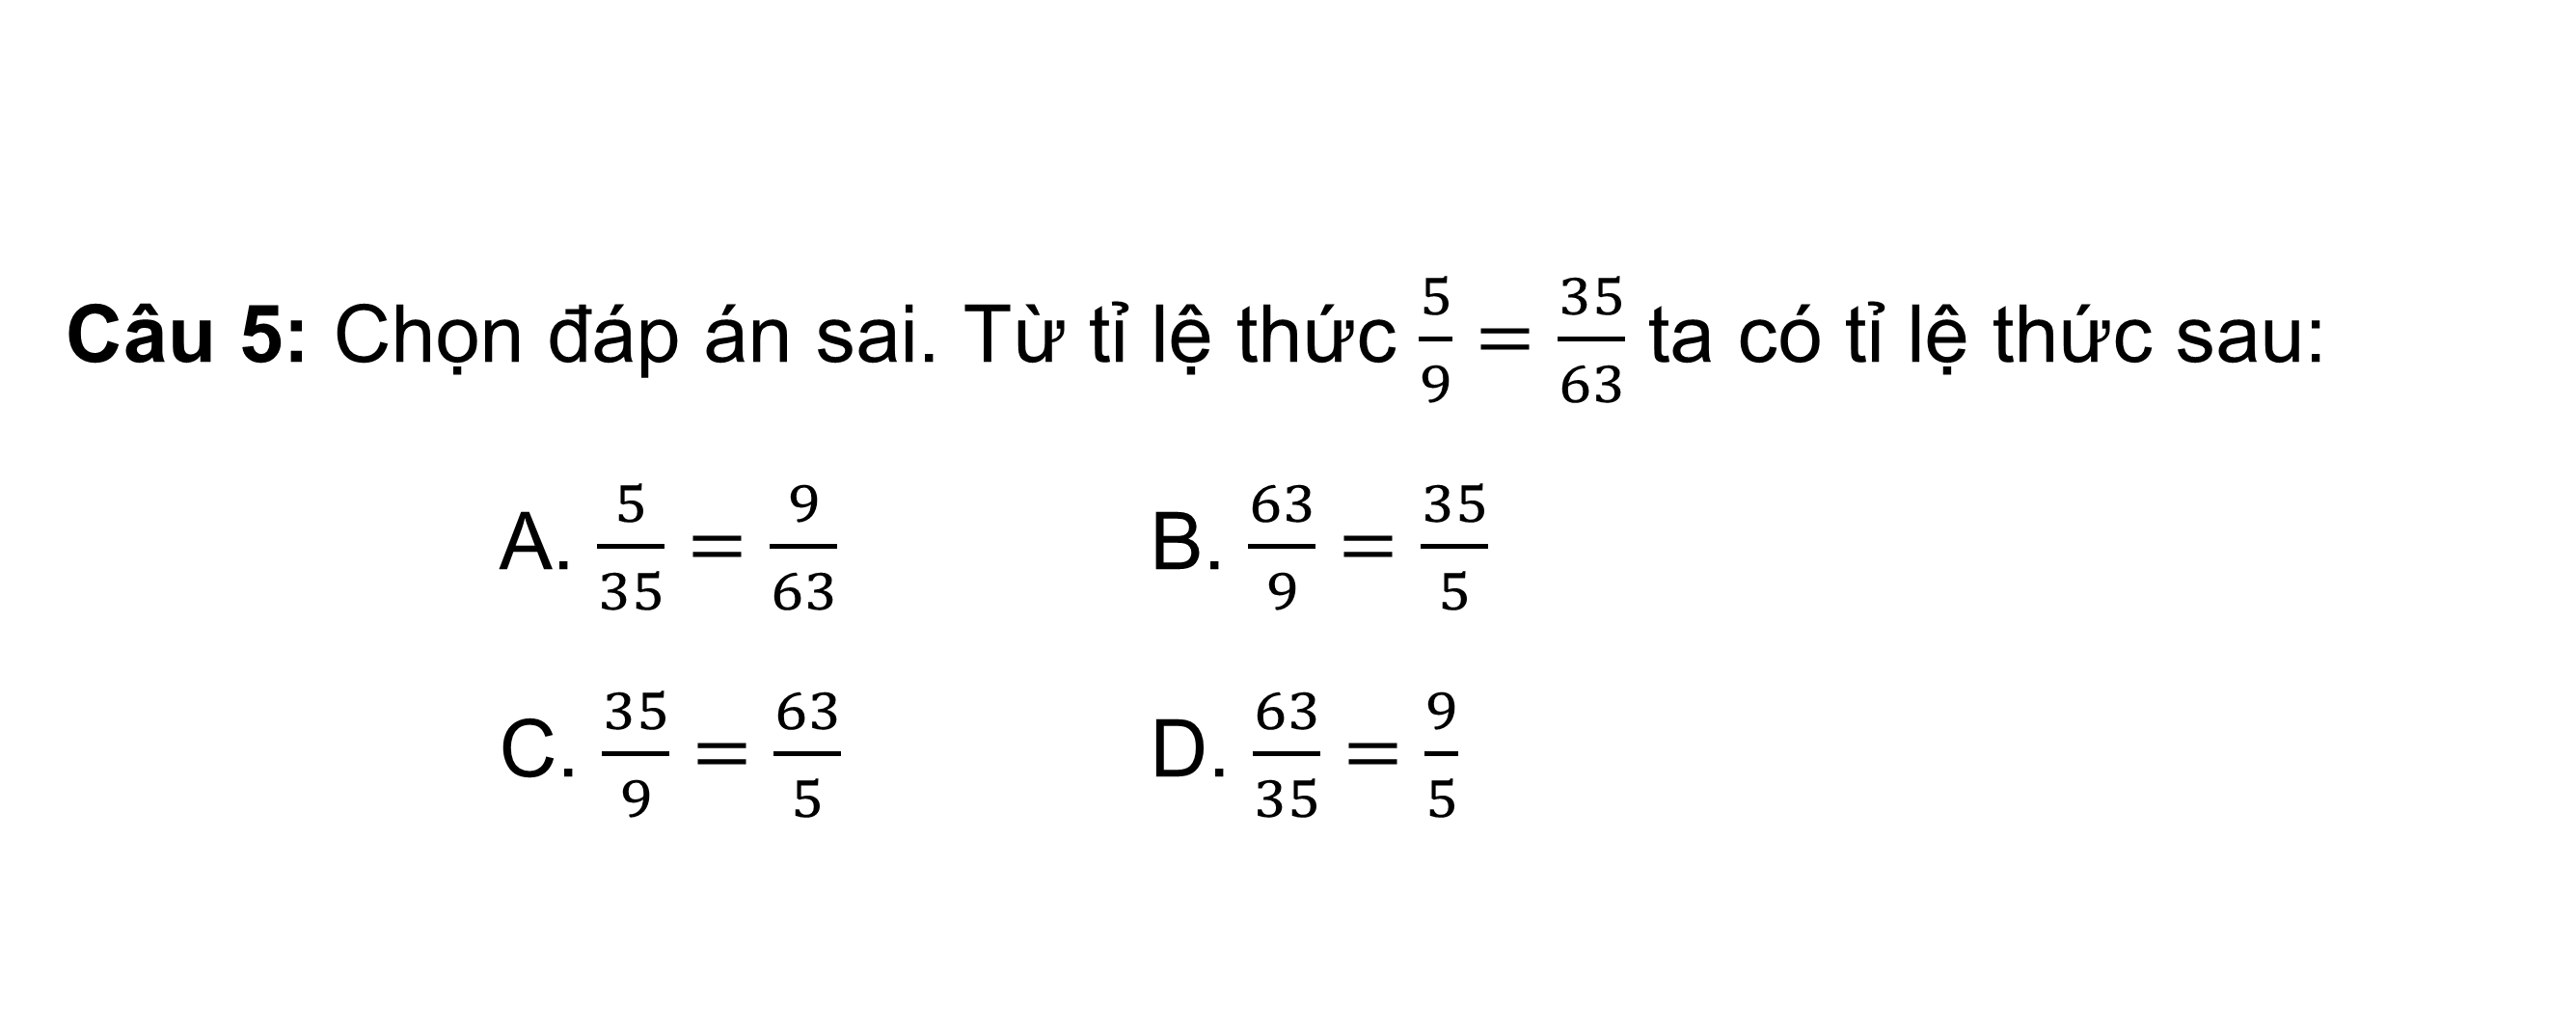 Câu 5: Chọn đáp án sai. Từ tỉ lệ thức 5/9 = 35/63 ta có tỉ lệ thức sau:
A. 5/35 = 9/63 B. 63/9 = 35/5
C. 35/9 = 63/5 D. 63/35 = 9/5